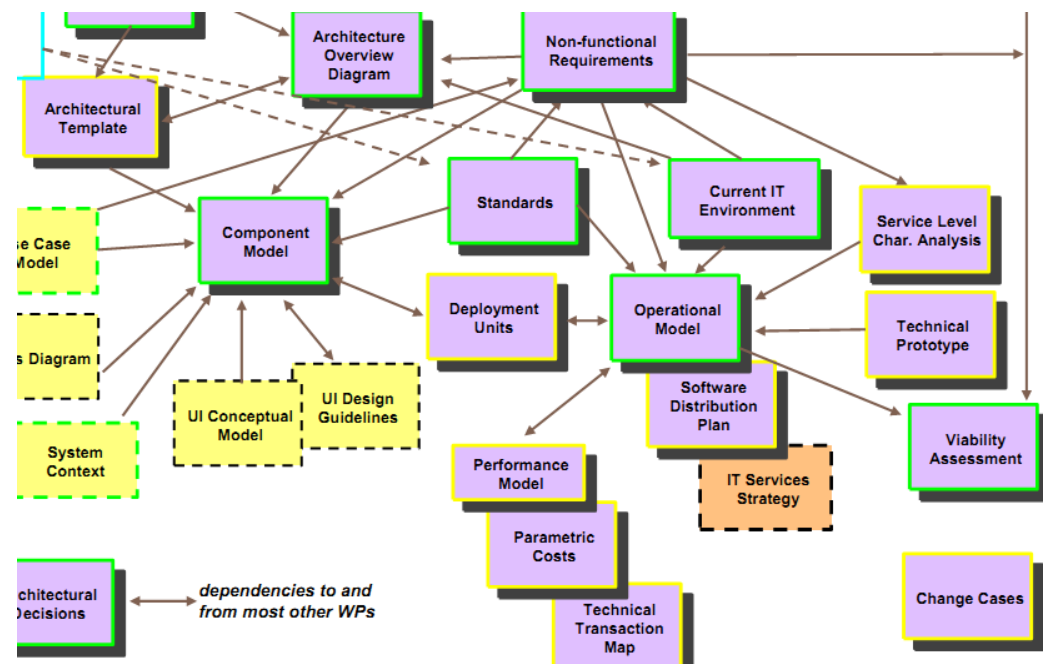 Architecture
Overview
Diagram
Non-functional
Requirements
Architectural
Template
Standards
Current IT
Environment
Service Level
Char. Analysis
Component
Model
se Case
Model
Deployment
Units
Operational
Model
Technical
Prototype
s Diagram
UI Conceptual
Model
UI Design
Guidelines
Software
Distribution
Plan
System
Context
Performance
Model
IT Services
Strategy
Viability
Assessment
Parametric
Costs
chitectural
Decisions
dependencies to and
from most other WPs
Technical
Transaction
Map
Change Cases